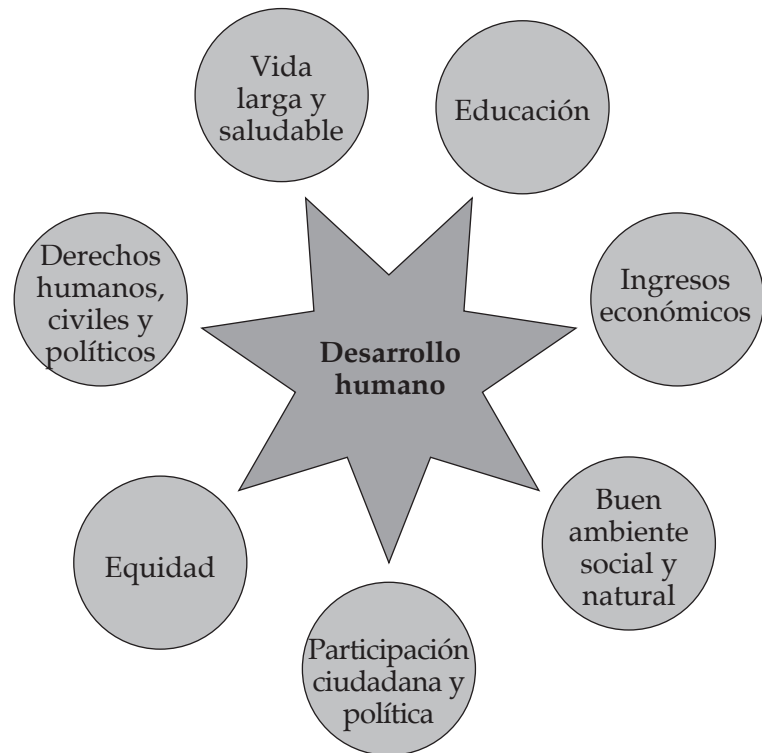 Vida
larga y
saludable
Educación
Derechos
humanos,
civiles y
políticos
Ingresos
económicos
Desarrollo
humano
Equidad
Buen
ambiente
social y
natural
Participación
ciudadana y
política